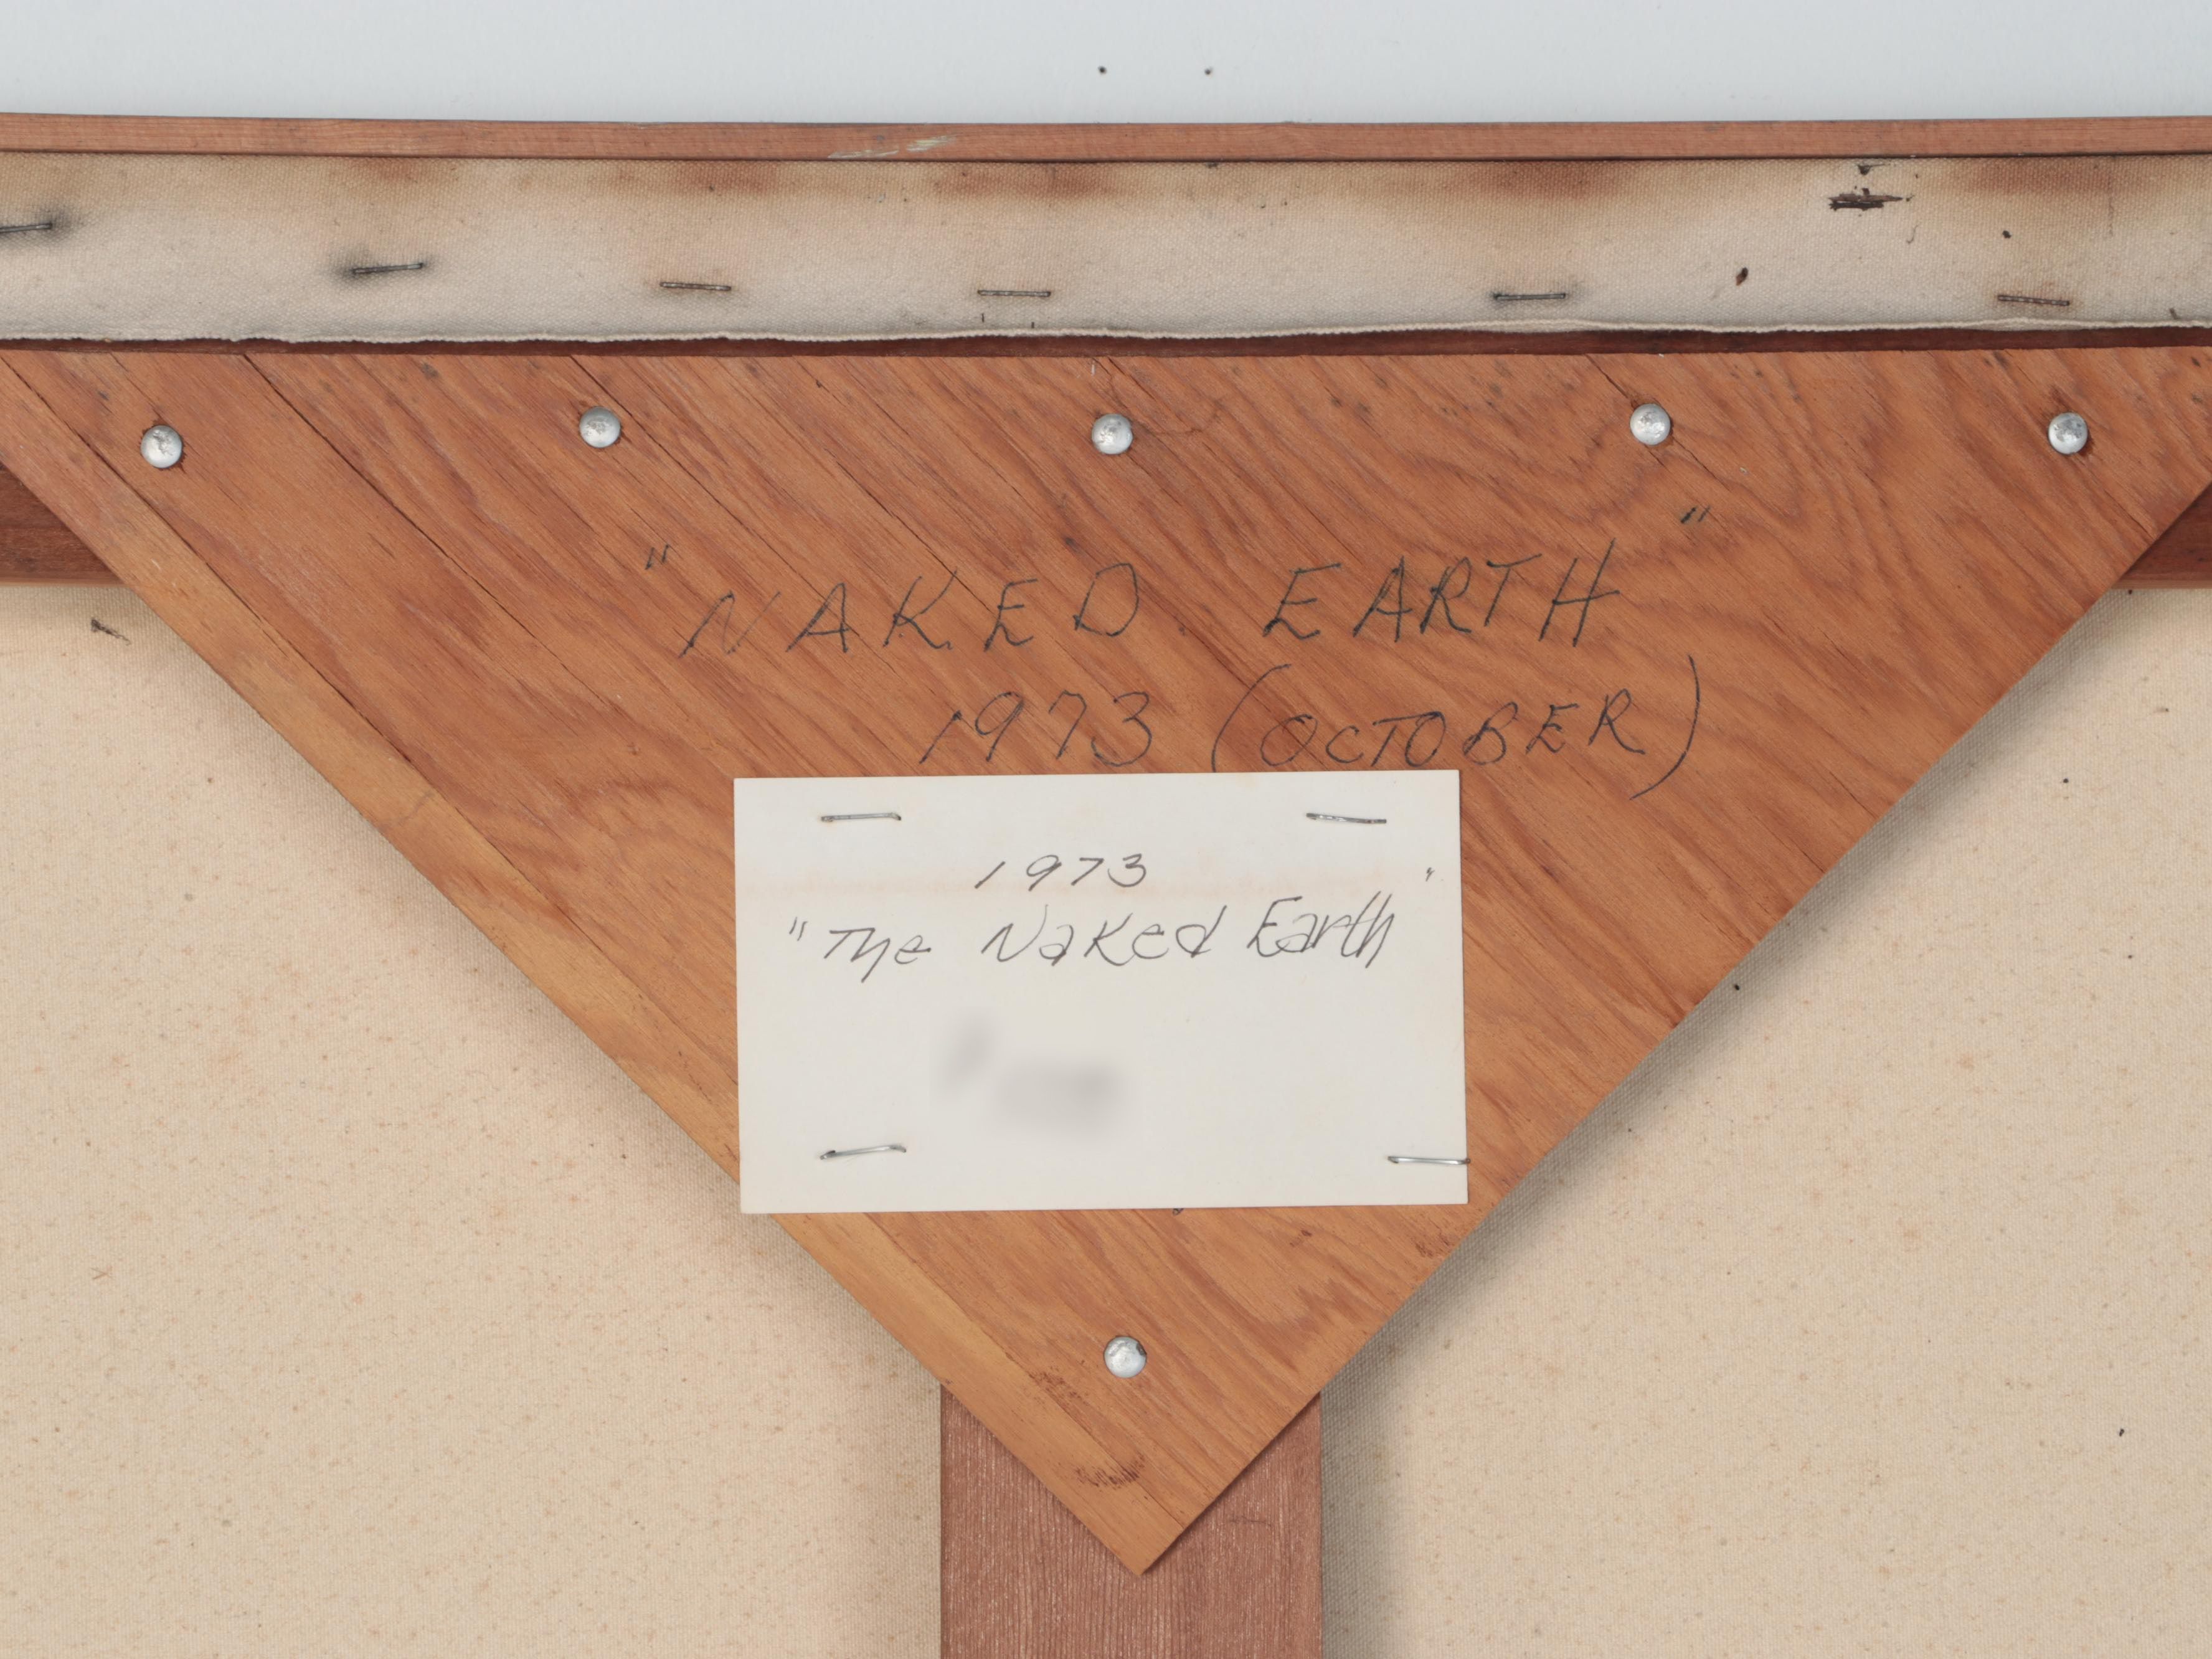 "NAKED EARTH"
1973 (OCTOBER)
1973
"The Naked Earth"